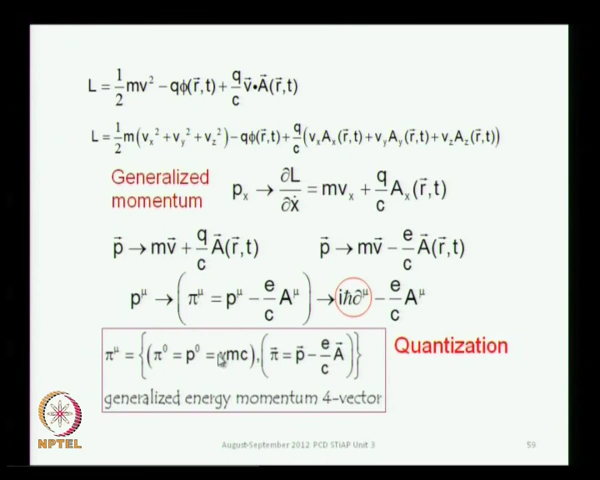 L = 1/2 mv² − qϕ(r⃗,t) + q/c v⃗•A⃗(r⃗,t)
L = 1/2 m(vₓ² + v_y² + v_z²) − qϕ(r⃗,t) + q/c (vₓAₓ(r⃗,t) + v_yA_y(r⃗,t) + v_zA_z(r⃗,t))
Generalized momentum
pₓ → ∂L/∂ẋ = mvₓ + q/c Aₓ(r⃗,t)
p⃗ → mv⃗ + q/c A⃗(r⃗,t) p⃗ → mv⃗ − e/c A⃗(r⃗,t)
p^μ → (π^μ = p^μ − e/c A^μ) → iℏ∂^μ − e/c A^μ
π^μ = {(π⁰ = p⁰ = γmc), (π⃗ = p⃗ − e/c A⃗)}
Quantization
generalized energy momentum 4-vector
NPTEL
August-September 2012 PCD STiAP Unit 3
59